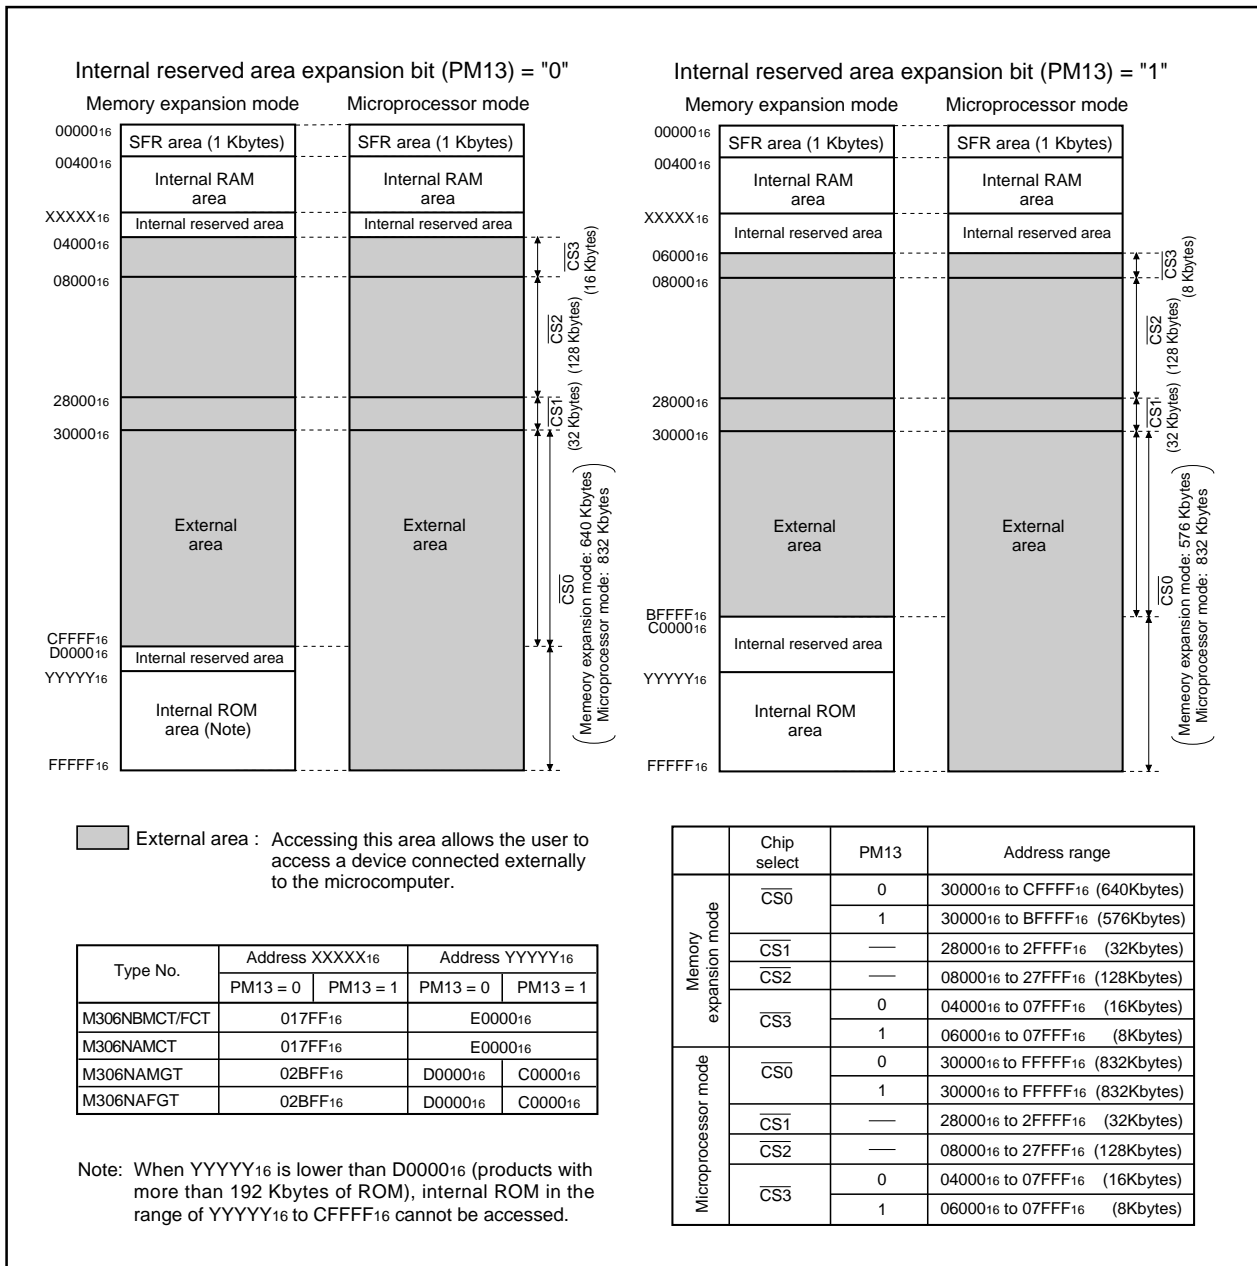 Internal reserved area expansion bit (PM13) = "0"
Memory expansion mode
Microprocessor mode
00000₁₆
SFR area (1 Kbytes)
SFR area (1 Kbytes)
00400₁₆
Internal RAM
area
Internal RAM
area
XXXXX₁₆
Internal reserved area
Internal reserved area
04000₁₆
CS3
(16 Kbytes)
08000₁₆
CS2
(128 Kbytes)
28000₁₆
CS1
(32 Kbytes)
30000₁₆
External
area
External
area
CS0
Memeory expansion mode: 640 Kbytes
Microprocessor mode: 832 Kbytes
CFFFF₁₆
D0000₁₆
Internal reserved area
YYYYY₁₆
Internal ROM
area (Note)
FFFFF₁₆
Internal reserved area expansion bit (PM13) = "1"
Memory expansion mode
Microprocessor mode
00000₁₆
SFR area (1 Kbytes)
SFR area (1 Kbytes)
00400₁₆
Internal RAM
area
Internal RAM
area
XXXXX₁₆
Internal reserved area
Internal reserved area
06000₁₆
CS3
(8 Kbytes)
08000₁₆
CS2
(128 Kbytes)
28000₁₆
CS1
(32 Kbytes)
30000₁₆
External
area
External
area
CS0
Memeory expansion mode: 576 Kbytes
Microprocessor mode: 832 Kbytes
BFFFF₁₆
C0000₁₆
Internal reserved area
YYYYY₁₆
Internal ROM
area
FFFFF₁₆
External area : Accessing this area allows the user to
access a device connected externally
to the microcomputer.
Type No. Address XXXXX₁₆ Address YYYYY₁₆
PM13 = 0 PM13 = 1 PM13 = 0 PM13 = 1
M306NBMCT/FCT 017FF₁₆ E0000₁₆
M306NAMCT 017FF₁₆ E0000₁₆
M306NAMGT 02BFF₁₆ D0000₁₆ C0000₁₆
M306NAFGT 02BFF₁₆ D0000₁₆ C0000₁₆
Note: When YYYYY₁₆ is lower than D0000₁₆ (products with
more than 192 Kbytes of ROM), internal ROM in the
range of YYYYY₁₆ to CFFFF₁₆ cannot be accessed.
Chip
select PM13 Address range
Memory
expansion mode
CS0 0 30000₁₆ to CFFFF₁₆ (640Kbytes)
1 30000₁₆ to BFFFF₁₆ (576Kbytes)
CS1 — 28000₁₆ to 2FFFF₁₆ (32Kbytes)
CS2 — 08000₁₆ to 27FFF₁₆ (128Kbytes)
CS3 0 04000₁₆ to 07FFF₁₆ (16Kbytes)
1 06000₁₆ to 07FFF₁₆ (8Kbytes)
Microprocessor mode
CS0 0 30000₁₆ to FFFFF₁₆ (832Kbytes)
1 30000₁₆ to FFFFF₁₆ (832Kbytes)
CS1 — 28000₁₆ to 2FFFF₁₆ (32Kbytes)
CS2 — 08000₁₆ to 27FFF₁₆ (128Kbytes)
CS3 0 04000₁₆ to 07FFF₁₆ (16Kbytes)
1 06000₁₆ to 07FFF₁₆ (8Kbytes)